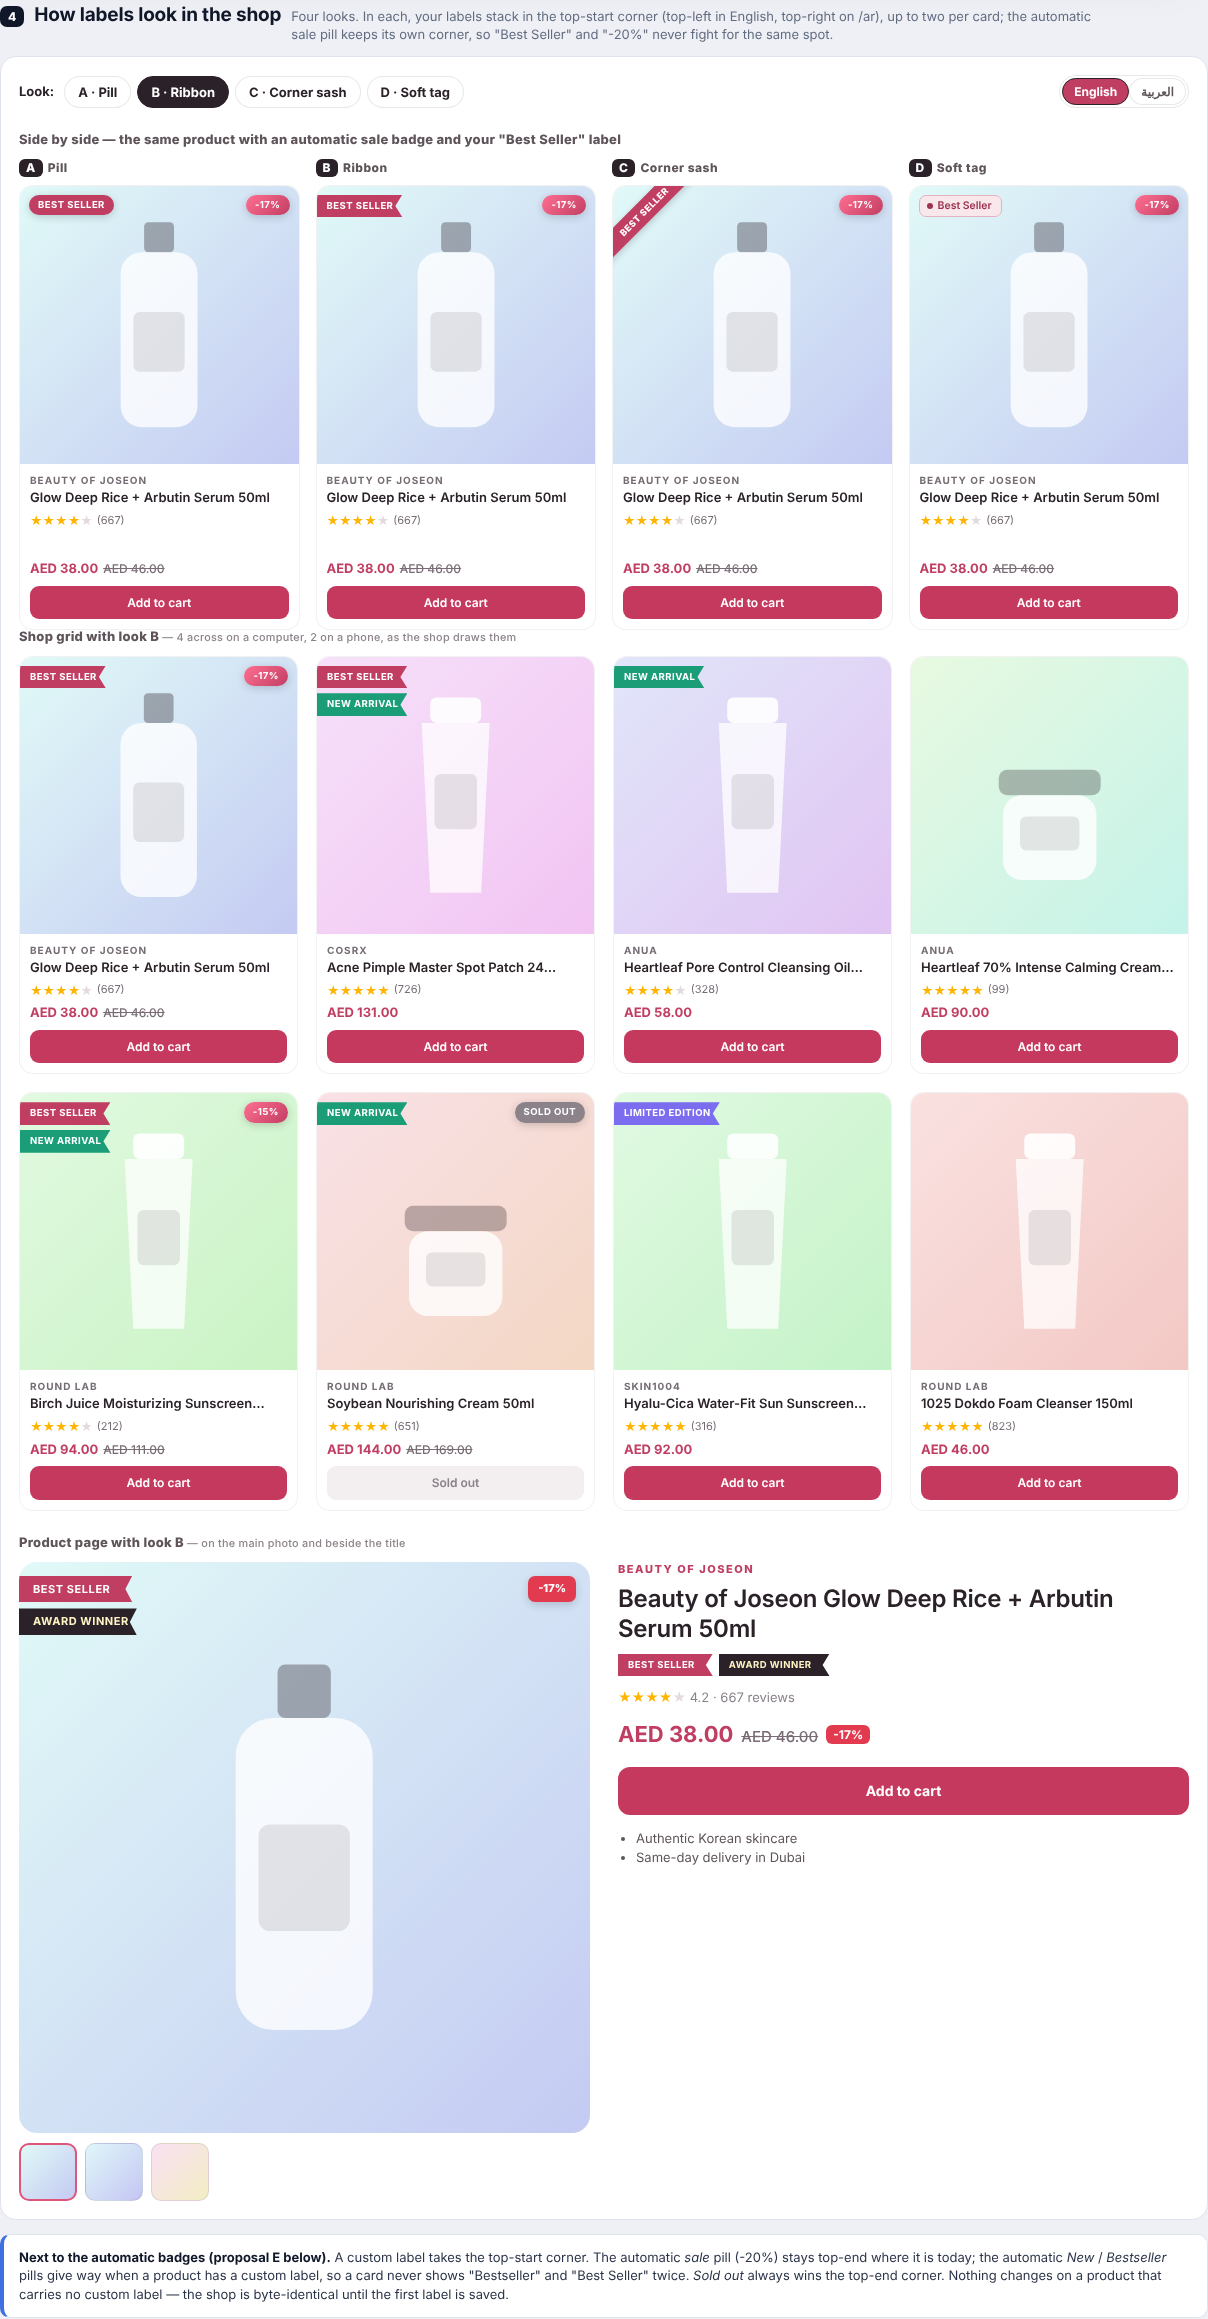 4 How labels look in the shop
Four looks. In each, your labels stack in the top-start corner (top-left in English, top-right on /ar), up to two per card; the automatic
sale pill keeps its own corner, so "Best Seller" and "-20%" never fight for the same spot.
Look: A · Pill B · Ribbon C · Corner sash D · Soft tag English العربية
Side by side — the same product with an automatic sale badge and your "Best Seller" label
A Pill B Ribbon C Corner sash D Soft tag
BEST SELLER -17% BEST SELLER -17% BEST SELLER -17% Best Seller -17%
BEAUTY OF JOSEON BEAUTY OF JOSEON BEAUTY OF JOSEON BEAUTY OF JOSEON
Glow Deep Rice + Arbutin Serum 50ml Glow Deep Rice + Arbutin Serum 50ml Glow Deep Rice + Arbutin Serum 50ml Glow Deep Rice + Arbutin Serum 50ml
★★★★★ (667) ★★★★★ (667) ★★★★★ (667) ★★★★★ (667)
AED 38.00 AED 46.00 AED 38.00 AED 46.00 AED 38.00 AED 46.00 AED 38.00 AED 46.00
Add to cart Add to cart Add to cart Add to cart
Shop grid with look B — 4 across on a computer, 2 on a phone, as the shop draws them
BEST SELLER -17% BEST SELLER NEW ARRIVAL
NEW ARRIVAL
BEAUTY OF JOSEON COSRX ANUA ANUA
Glow Deep Rice + Arbutin Serum 50ml Acne Pimple Master Spot Patch 24... Heartleaf Pore Control Cleansing Oil... Heartleaf 70% Intense Calming Cream...
★★★★★ (667) ★★★★★ (726) ★★★★★ (328) ★★★★★ (99)
AED 38.00 AED 46.00 AED 131.00 AED 58.00 AED 90.00
Add to cart Add to cart Add to cart Add to cart
BEST SELLER -15% NEW ARRIVAL SOLD OUT LIMITED EDITION
NEW ARRIVAL
ROUND LAB ROUND LAB SKIN1004 ROUND LAB
Birch Juice Moisturizing Sunscreen... Soybean Nourishing Cream 50ml Hyalu-Cica Water-Fit Sun Sunscreen... 1025 Dokdo Foam Cleanser 150ml
★★★★★ (212) ★★★★★ (651) ★★★★★ (316) ★★★★★ (823)
AED 94.00 AED 111.00 AED 144.00 AED 169.00 AED 92.00 AED 46.00
Add to cart Sold out Add to cart Add to cart
Product page with look B — on the main photo and beside the title
BEST SELLER -17%
AWARD WINNER
BEAUTY OF JOSEON
Beauty of Joseon Glow Deep Rice + Arbutin
Serum 50ml
BEST SELLER AWARD WINNER
★★★★★ 4.2 · 667 reviews
AED 38.00 AED 46.00 -17%
Add to cart
• Authentic Korean skincare
• Same-day delivery in Dubai
Next to the automatic badges (proposal E below). A custom label takes the top-start corner. The automatic sale pill (-20%) stays top-end where it is today; the automatic New / Bestseller
pills give way when a product has a custom label, so a card never shows "Bestseller" and "Best Seller" twice. Sold out always wins the top-end corner. Nothing changes on a product that
carries no custom label — the shop is byte-identical until the first label is saved.